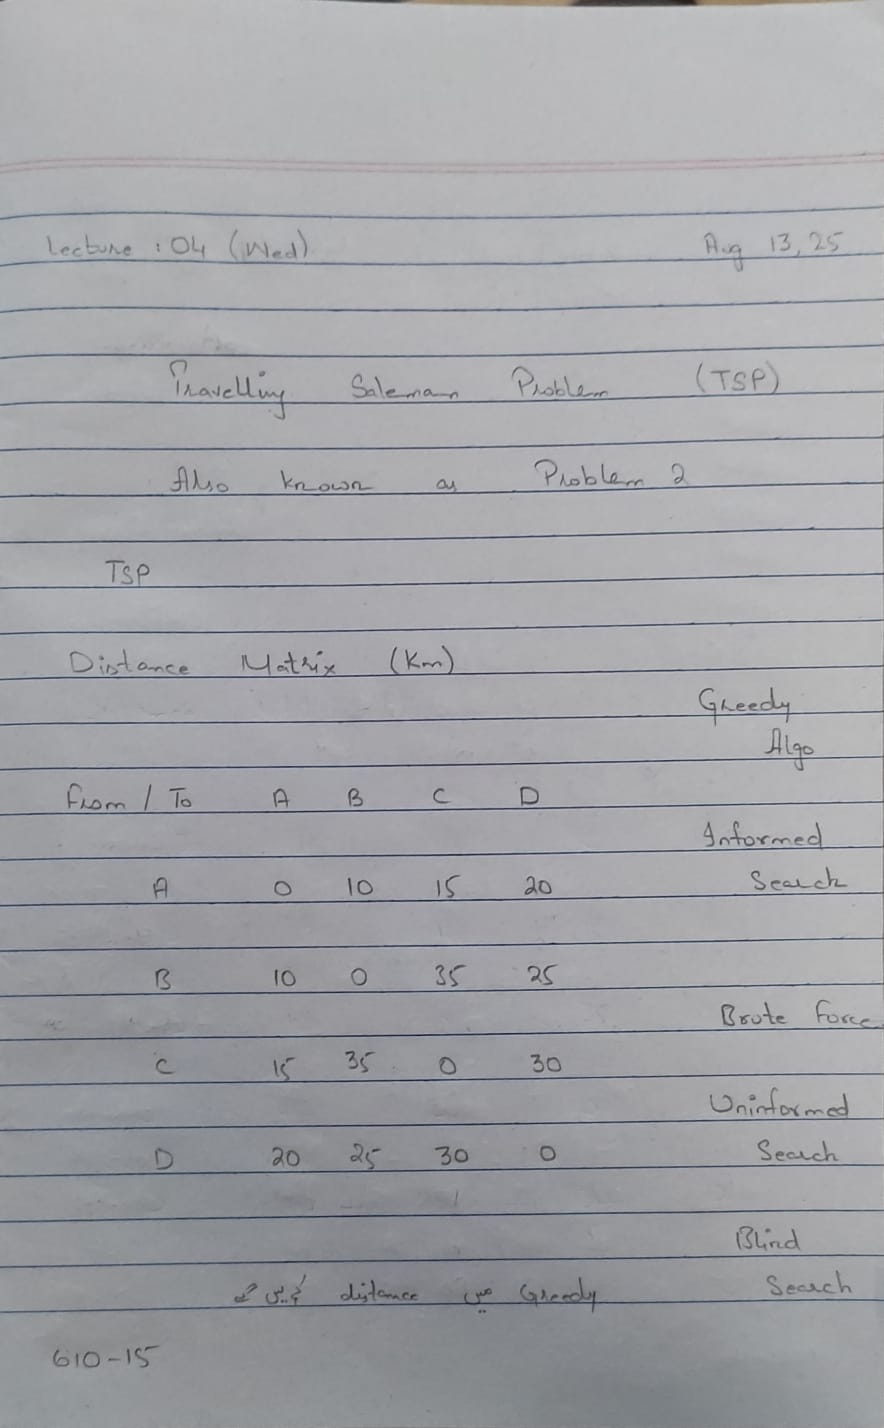 Lecture : 04 (Wed)
Aug 13, 25
Travelling Saleman Problem (TSP)
Also known as Problem 2
TSP
Distance Matrix (Km)
Greedy
Algo
From / To A B C D
Informed
Search
A 0 10 15 20
B 10 0 35 25
Brute Force
C 15 35 0 30
Uninformed
Search
D 20 25 30 0
Blind
Search
Greedy میں distance
610-15